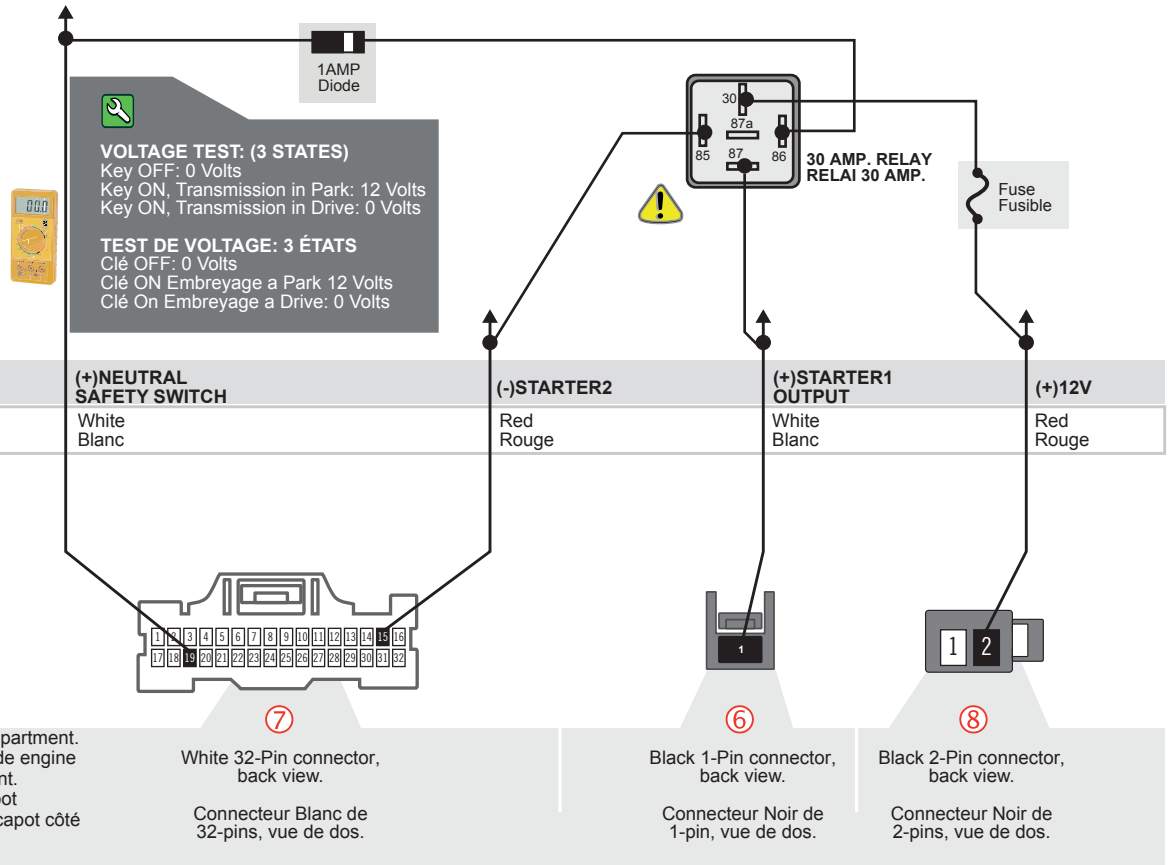 1AMP
Diode
VOLTAGE TEST: (3 STATES)
Key OFF: 0 Volts
Key ON, Transmission in Park: 12 Volts
Key ON, Transmission in Drive: 0 Volts
TEST DE VOLTAGE: 3 ÉTATS
Clé OFF: 0 Volts
Clé ON Embreyage a Park 12 Volts
Clé On Embreyage a Drive: 0 Volts
00.0
30
87a
85
87
86
30 AMP. RELAY
RELAI 30 AMP.
Fuse
Fusible
(+)NEUTRAL
SAFETY SWITCH
(-)STARTER2
(+)STARTER1
OUTPUT
(+)12V
White
Blanc
Red
Rouge
White
Blanc
Red
Rouge
1 2 3 4 5 6 7 8 9 10 11 12 13 14 15 16
17 18 19 20 21 22 23 24 25 26 27 28 29 30 31 32
1
1 2
7
6
8
partment.
de engine
nt.
ot
capot côté
White 32-Pin connector,
back view.
Connecteur Blanc de
32-pins, vue de dos.
Black 1-Pin connector,
back view.
Connecteur Noir de
1-pin, vue de dos.
Black 2-Pin connector,
back view.
Connecteur Noir de
2-pins, vue de dos.